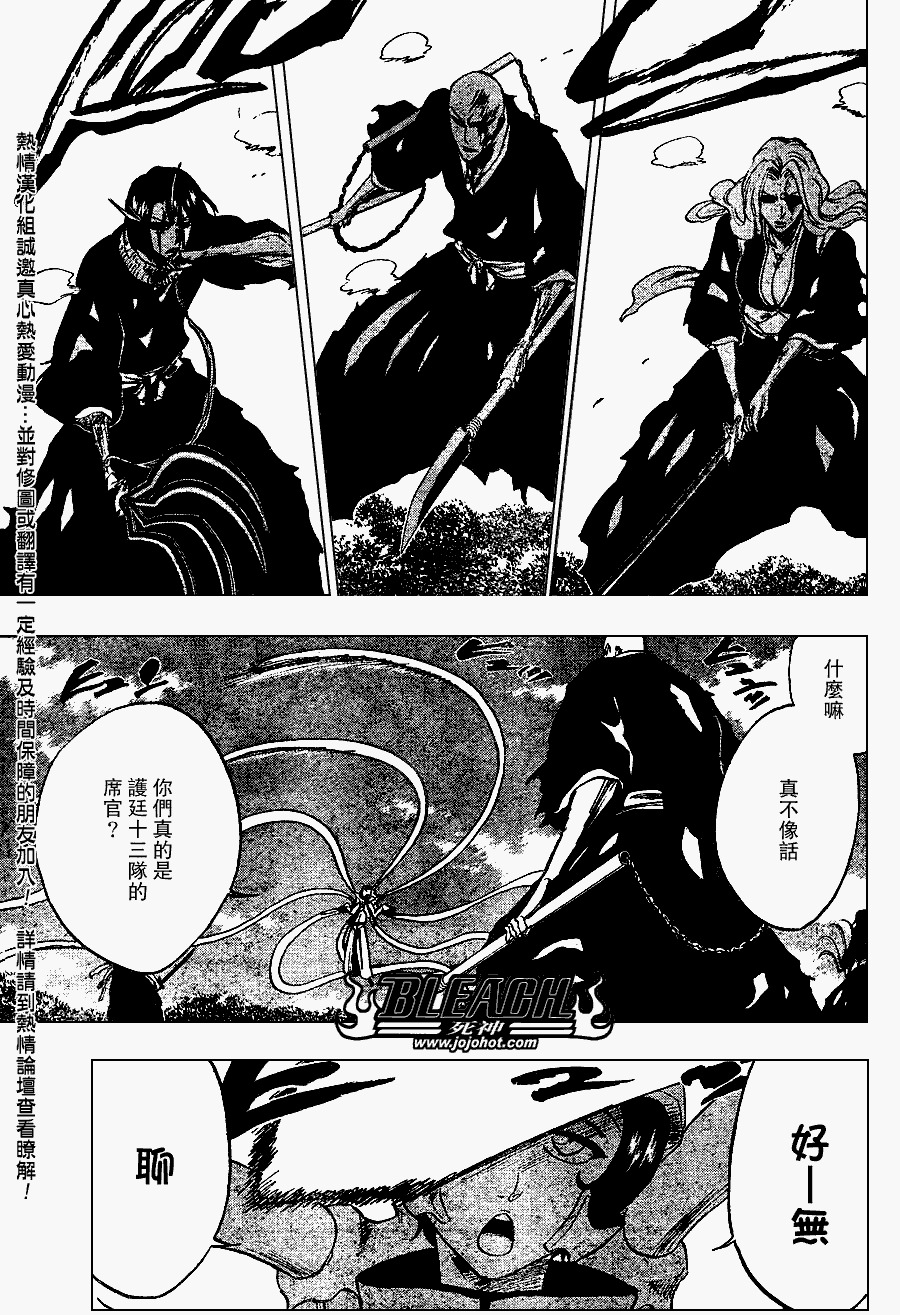 熱情漢化組誠邀真心熱愛動漫…並對修圖或翻譯有一定經驗及時間保障的朋友加入！ 詳情請到熱情論壇查看瞭解！
什麼嘛
真不像話
你們真的是
護廷十三隊的
席官？
BLEACH
死神
www.jojohot.com
好—無
聊